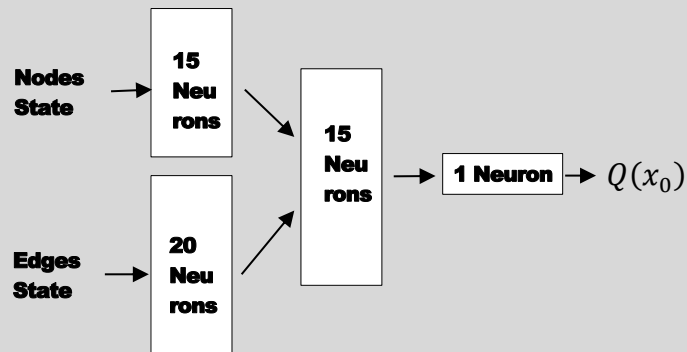 Nodes
State
15
Neu
rons
Edges
State
20
Neu
rons
15
Neu
rons
1 Neuron
Q(x₀)